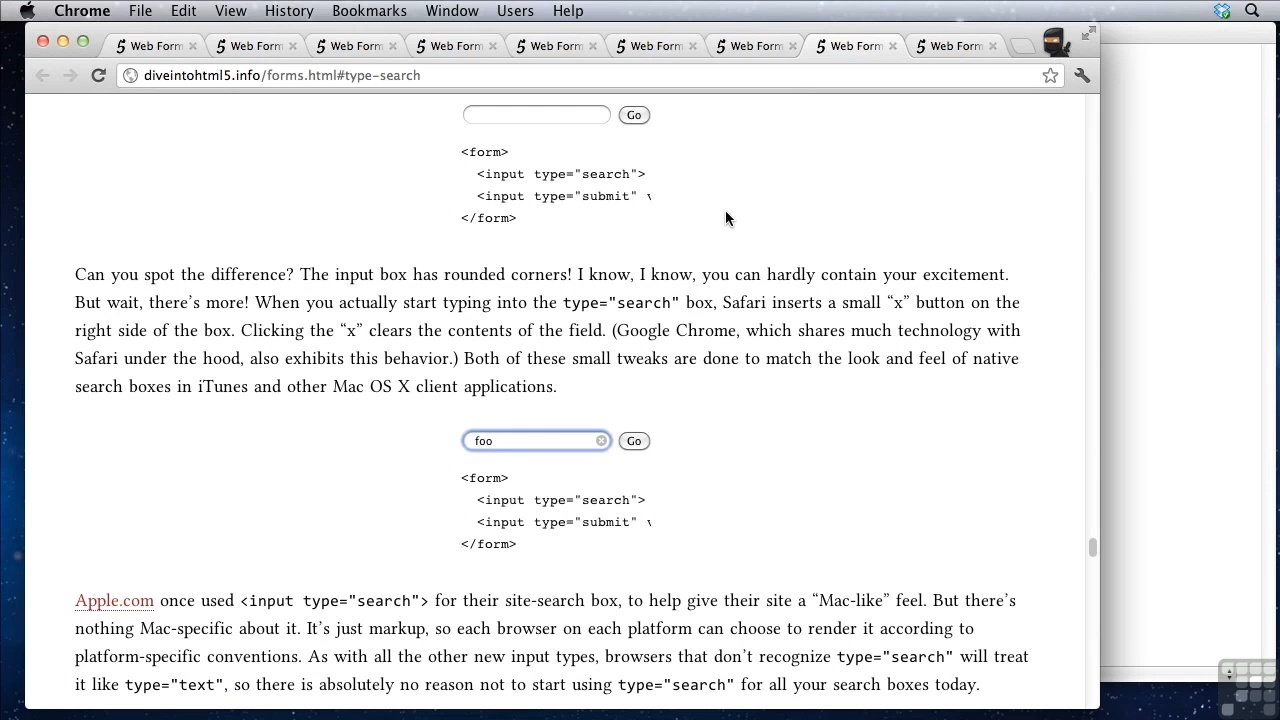 Chrome File Edit View History Bookmarks Window Users Help
Web Form Web Form Web Form Web Form Web Form Web Form Web Form Web Form Web Form
diveintohtml5.info/forms.html#type-search
Go
<form>
<input type="search">
<input type="submit"
</form>
Can you spot the difference? The input box has rounded corners! I know, I know, you can hardly contain your excitement.
But wait, there’s more! When you actually start typing into the type="search" box, Safari inserts a small “x” button on the
right side of the box. Clicking the “x” clears the contents of the field. (Google Chrome, which shares much technology with
Safari under the hood, also exhibits this behavior.) Both of these small tweaks are done to match the look and feel of native
search boxes in iTunes and other Mac OS X client applications.
foo Go
<form>
<input type="search">
<input type="submit"
</form>
Apple.com once used <input type="search"> for their site-search box, to help give their site a “Mac-like” feel. But there’s
nothing Mac-specific about it. It’s just markup, so each browser on each platform can choose to render it according to
platform-specific conventions. As with all the other new input types, browsers that don’t recognize type="search" will treat
it like type="text", so there is absolutely no reason not to start using type="search" for all your search boxes today.